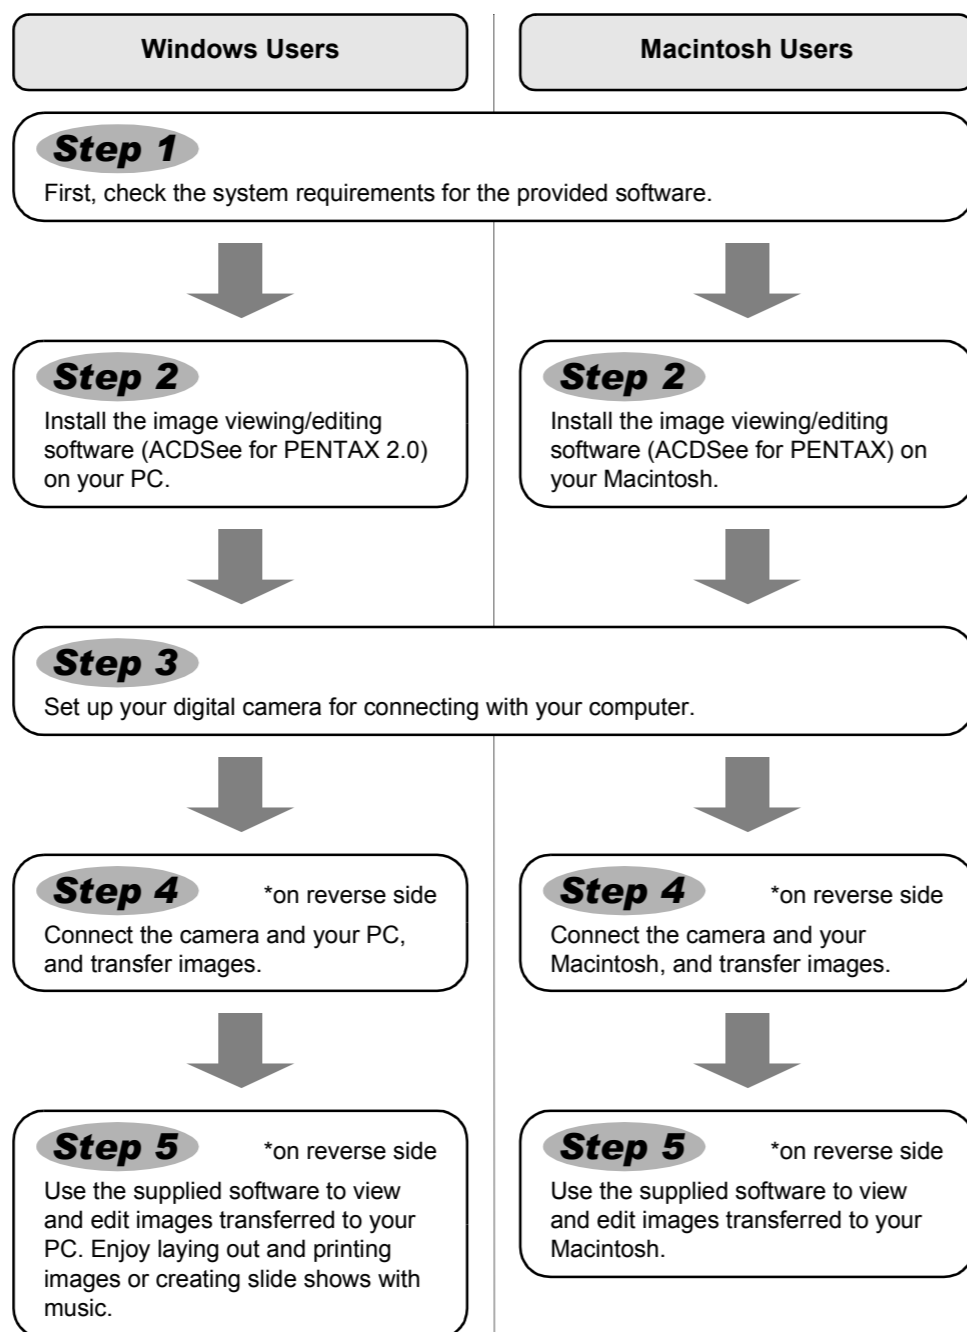 Windows Users
Macintosh Users
Step 1
First, check the system requirements for the provided software.
Step 2
Install the image viewing/editing
software (ACDSee for PENTAX 2.0)
on your PC.
Step 2
Install the image viewing/editing
software (ACDSee for PENTAX) on
your Macintosh.
Step 3
Set up your digital camera for connecting with your computer.
Step 4
*on reverse side
Connect the camera and your PC,
and transfer images.
Step 4
*on reverse side
Connect the camera and your
Macintosh, and transfer images.
Step 5
*on reverse side
Use the supplied software to view
and edit images transferred to your
PC. Enjoy laying out and printing
images or creating slide shows with
music.
Step 5
*on reverse side
Use the supplied software to view
and edit images transferred to your
Macintosh.